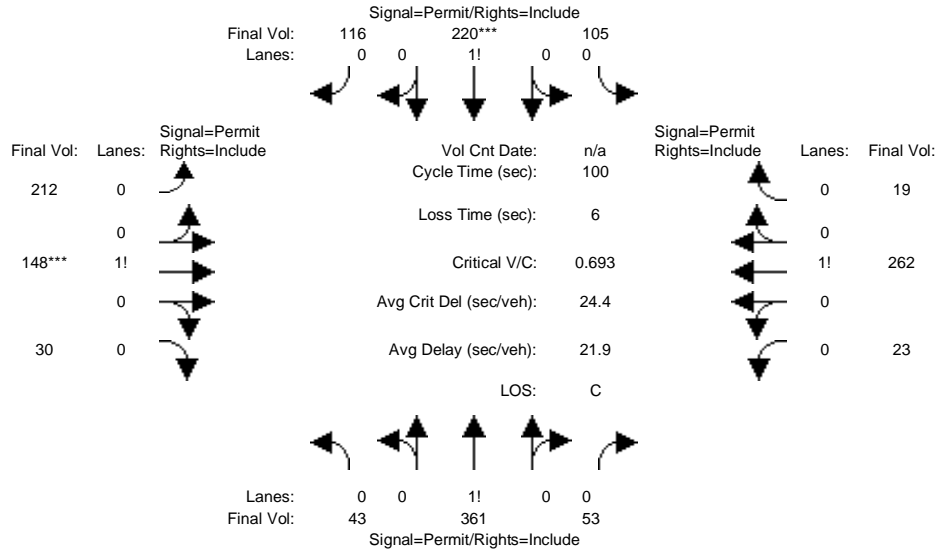 Signal=Permit/Rights=Include
Final Vol: 116 220*** 105
Lanes: 0 0 1! 0 0
Signal=Permit Signal=Permit
Final Vol: Lanes: Rights=Include Vol Cnt Date: n/a Rights=Include Lanes: Final Vol:
Cycle Time (sec): 100
212 0 0 19
Loss Time (sec): 6
0 0
148*** 1! Critical V/C: 0.693 1! 262
0 Avg Crit Del (sec/veh): 24.4 0
30 0 Avg Delay (sec/veh): 21.9 0 23
LOS: C
Lanes: 0 0 1! 0 0
Final Vol: 43 361 53
Signal=Permit/Rights=Include